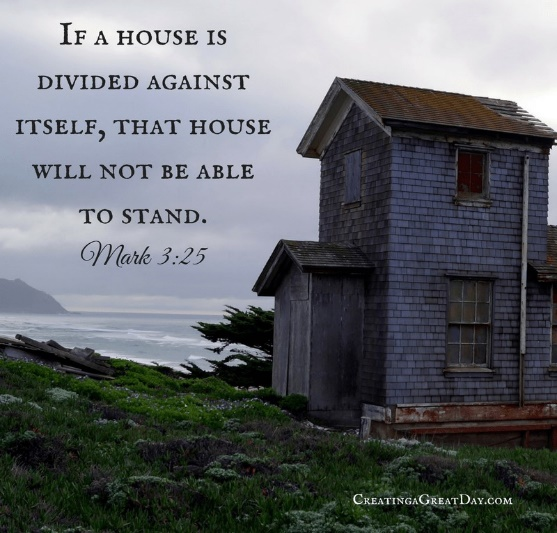 If a house is
divided against
itself, that house
will not be able
to stand.
Mark 3:25
CreatingaGreatDay.com